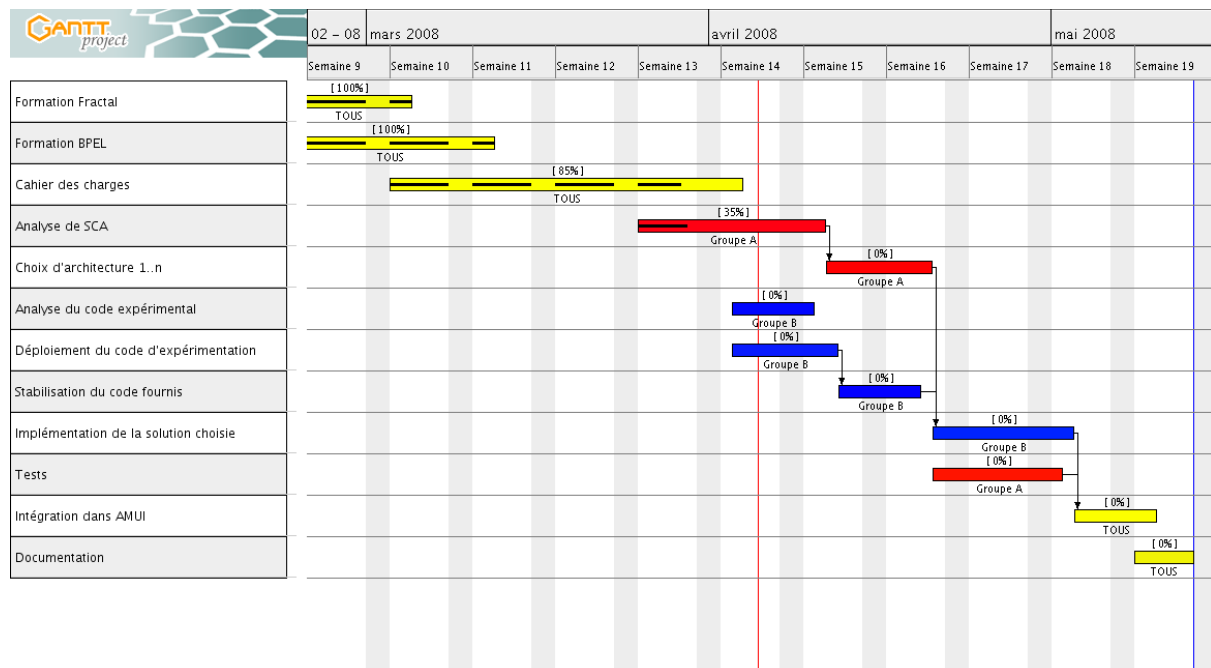 GANTT
project
02 – 08 mars 2008 avril 2008 mai 2008
Semaine 9 Semaine 10 Semaine 11 Semaine 12 Semaine 13 Semaine 14 Semaine 15 Semaine 16 Semaine 17 Semaine 18 Semaine 19
[100%]
Formation Fractal
TOUS
[100%]
Formation BPEL
TOUS
[85%]
Cahier des charges
TOUS
[35%]
Analyse de SCA
Groupe A
[0%]
Choix d'architecture 1..n
Groupe A
[0%]
Analyse du code expérimental
Groupe B
[0%]
Déploiement du code d'expérimentation
Groupe B
[0%]
Stabilisation du code fournis
Groupe B
[0%]
Implémentation de la solution choisie
Groupe B
[0%]
Tests
Groupe A
[0%]
Intégration dans AMUI
TOUS
[0%]
Documentation
TOUS